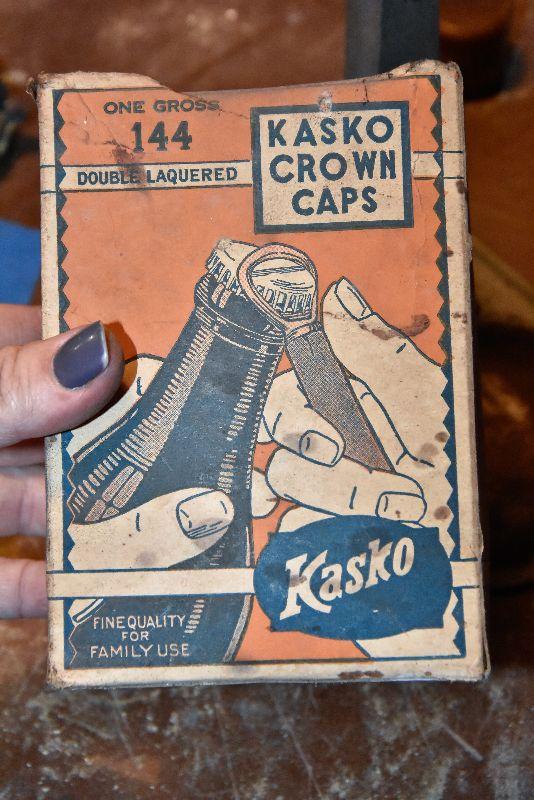 ONE GROSS
144
DOUBLE LAQUERED
KASKO
CROWN
CAPS
Kasko
FINE QUALITY
FOR
FAMILY USE